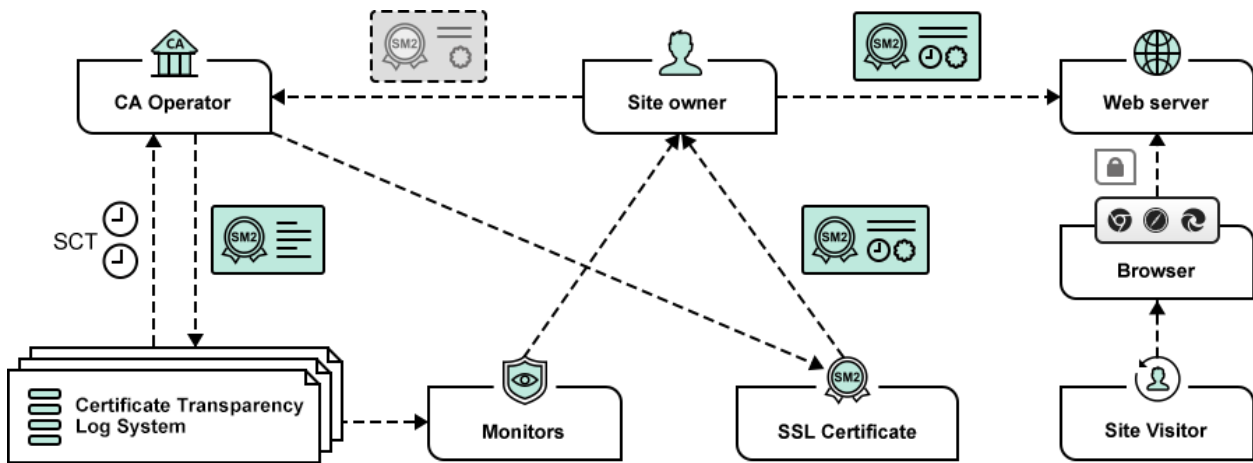 CA
SM2
SM2
CA Operator
Site owner
Web server
SCT
SM2
SM2
Browser
SM2
Certificate Transparency
Log System
Monitors
SSL Certificate
Site Visitor